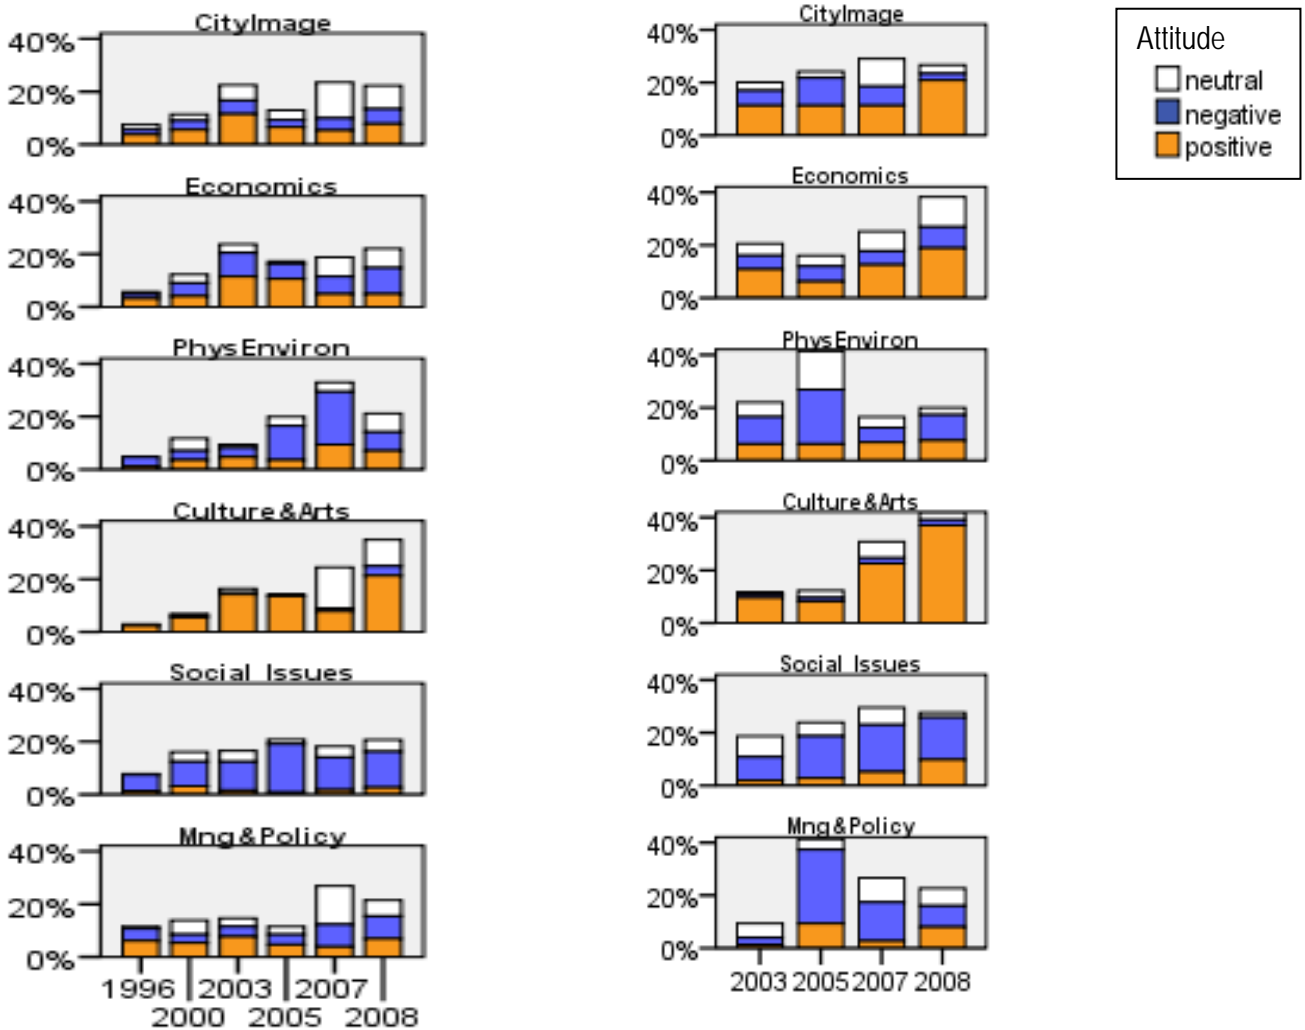 CityImage
40%
20%
0%
Economics
40%
20%
0%
PhysEnviron
40%
20%
0%
Culture&Arts
40%
20%
0%
Social Issues
40%
20%
0%
Mng&Policy
40%
20%
0%
1996 2003 2007
2000 2005 2008
CityImage
40%
20%
0%
Economics
40%
20%
0%
PhysEnviron
40%
20%
0%
Culture&Arts
40%
20%
0%
Social Issues
40%
20%
0%
Mng&Policy
40%
20%
0%
2003 2005 2007 2008
Attitude
neutral
negative
positive